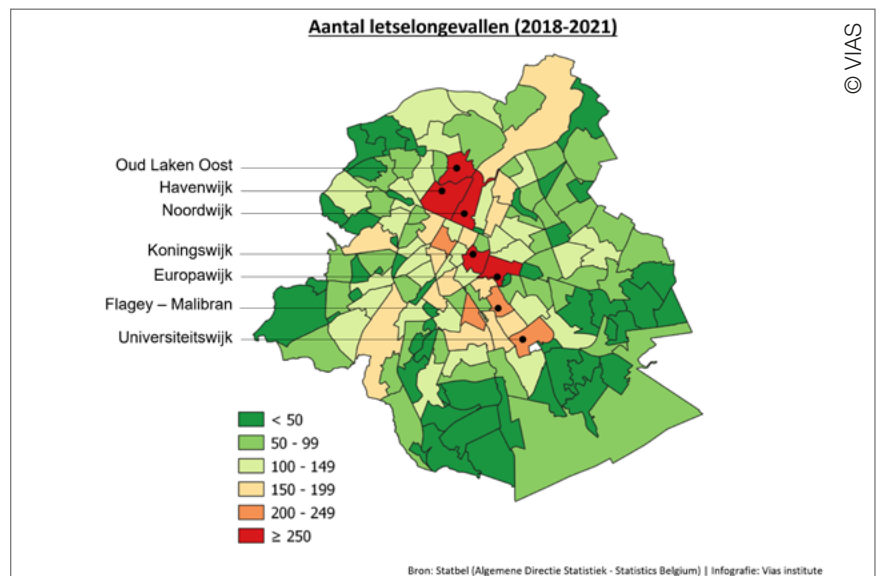 Aantal letselongevallen (2018-2021)
© VIAS
Oud Laken Oost
Havenwijk
Noordwijk
Koningswijk
Europawijk
Flagey – Malibran
Universiteitswijk
< 50
50 - 99
100 - 149
150 - 199
200 - 249
≥ 250
Bron: Statbel (Algemene Directie Statistiek - Statistics Belgium) | Infografie: Vias institute